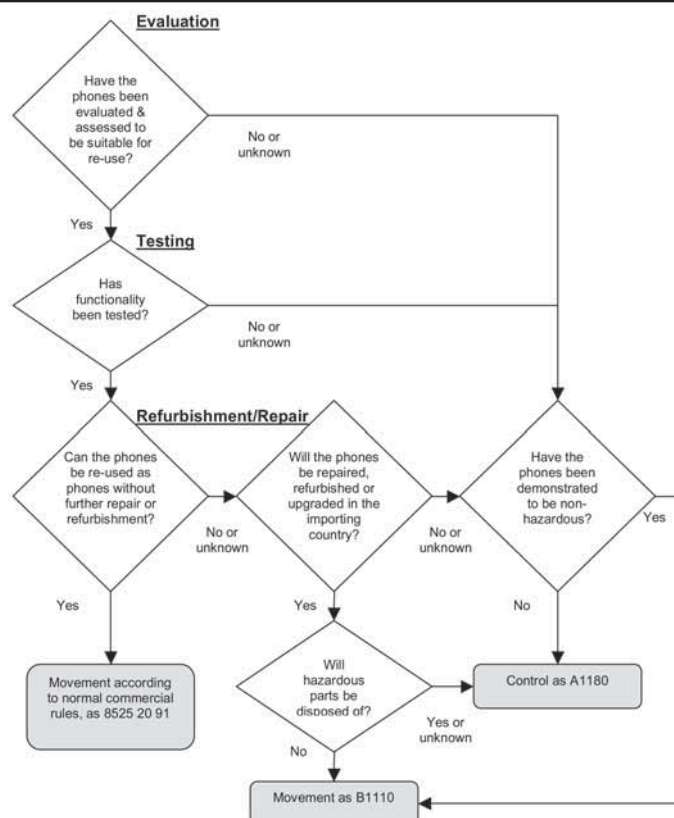 Evaluation
Have the
phones been
evaluated &
assessed to
be suitable for
re-use?
No or
unknown
Yes
Testing
Has
functionality
been tested?
No or
unknown
Yes
Refurbishment/Repair
Can the phones
be re-used as
phones without
further repair or
refurbishment?
No or
unknown
Will the phones
be repaired,
refurbished or
upgraded in the
importing
country?
No or
unknown
Have the
phones been
demonstrated
to be non-
hazardous?
Yes
Yes
Yes
No
Movement according
to normal commercial
rules, as 8525 20 91
Will
hazardous
parts be
disposed of?
Yes or
unknown
Control as A1180
No
Movement as B1110